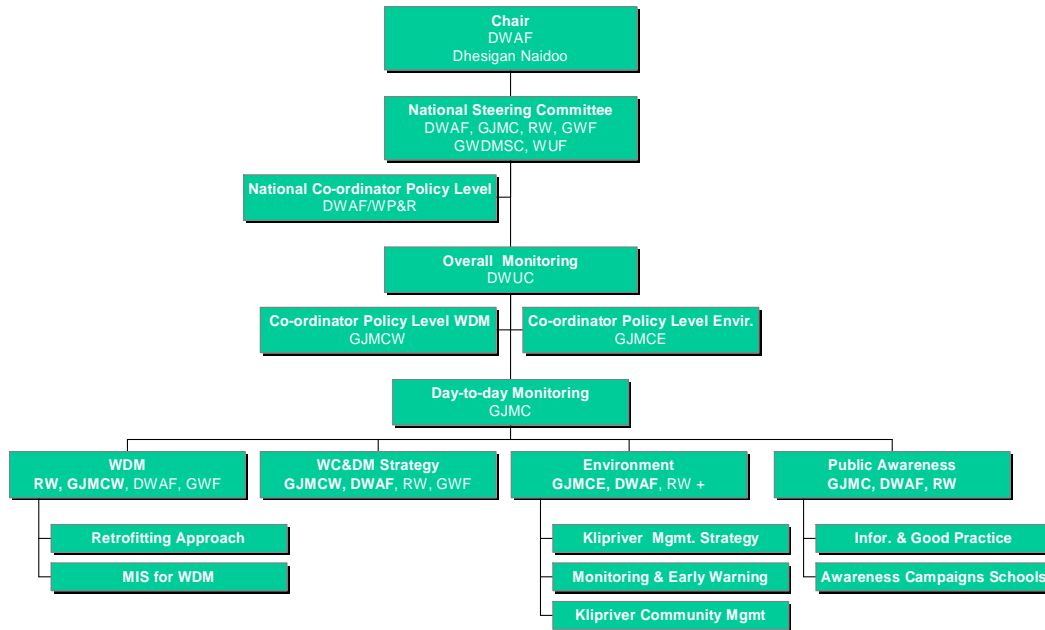 Chair
DWAF
Dhesigan Naidoo
National Steering Committee
DWAF, GJMC, RW, GWF
GWDMSC, WUF
National Co-ordinator Policy Level
DWAF/WP&R
Overall Monitoring
DWUC
Co-ordinator Policy Level WDM
GJMCW
Co-ordinator Policy Level Envir.
GJMCE
Day-to-day Monitoring
GJMC
WDM
RW, GJMCW, DWAF, GWF
Retrofitting Approach
MIS for WDM
WC&DM Strategy
GJMCW, DWAF, RW, GWF
Environment
GJMCE, DWAF, RW +
Klipriver Mgmt. Strategy
Monitoring & Early Warning
Klipriver Community Mgmt
Public Awareness
GJMC, DWAF, RW
Infor. & Good Practice
Awareness Campaigns Schools